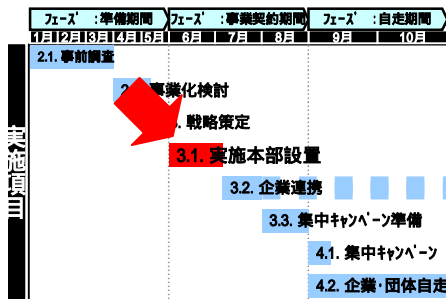 ﾌｪｰｽﾞ :準備期間 ﾌｪｰｽﾞ :事業契約期間 ﾌｪｰｽﾞ :自走期間
1月 2月 3月 4月 5月 6月 7月 8月 9月 10月
実施項目
2.1. 事前調査
事業化検討
戦略策定
3.1. 実施本部設置
3.2. 企業連携
3.3. 集中ｷｬﾝﾍﾟｰﾝ準備
4.1. 集中ｷｬﾝﾍﾟｰﾝ
4.2. 企業･団体自走